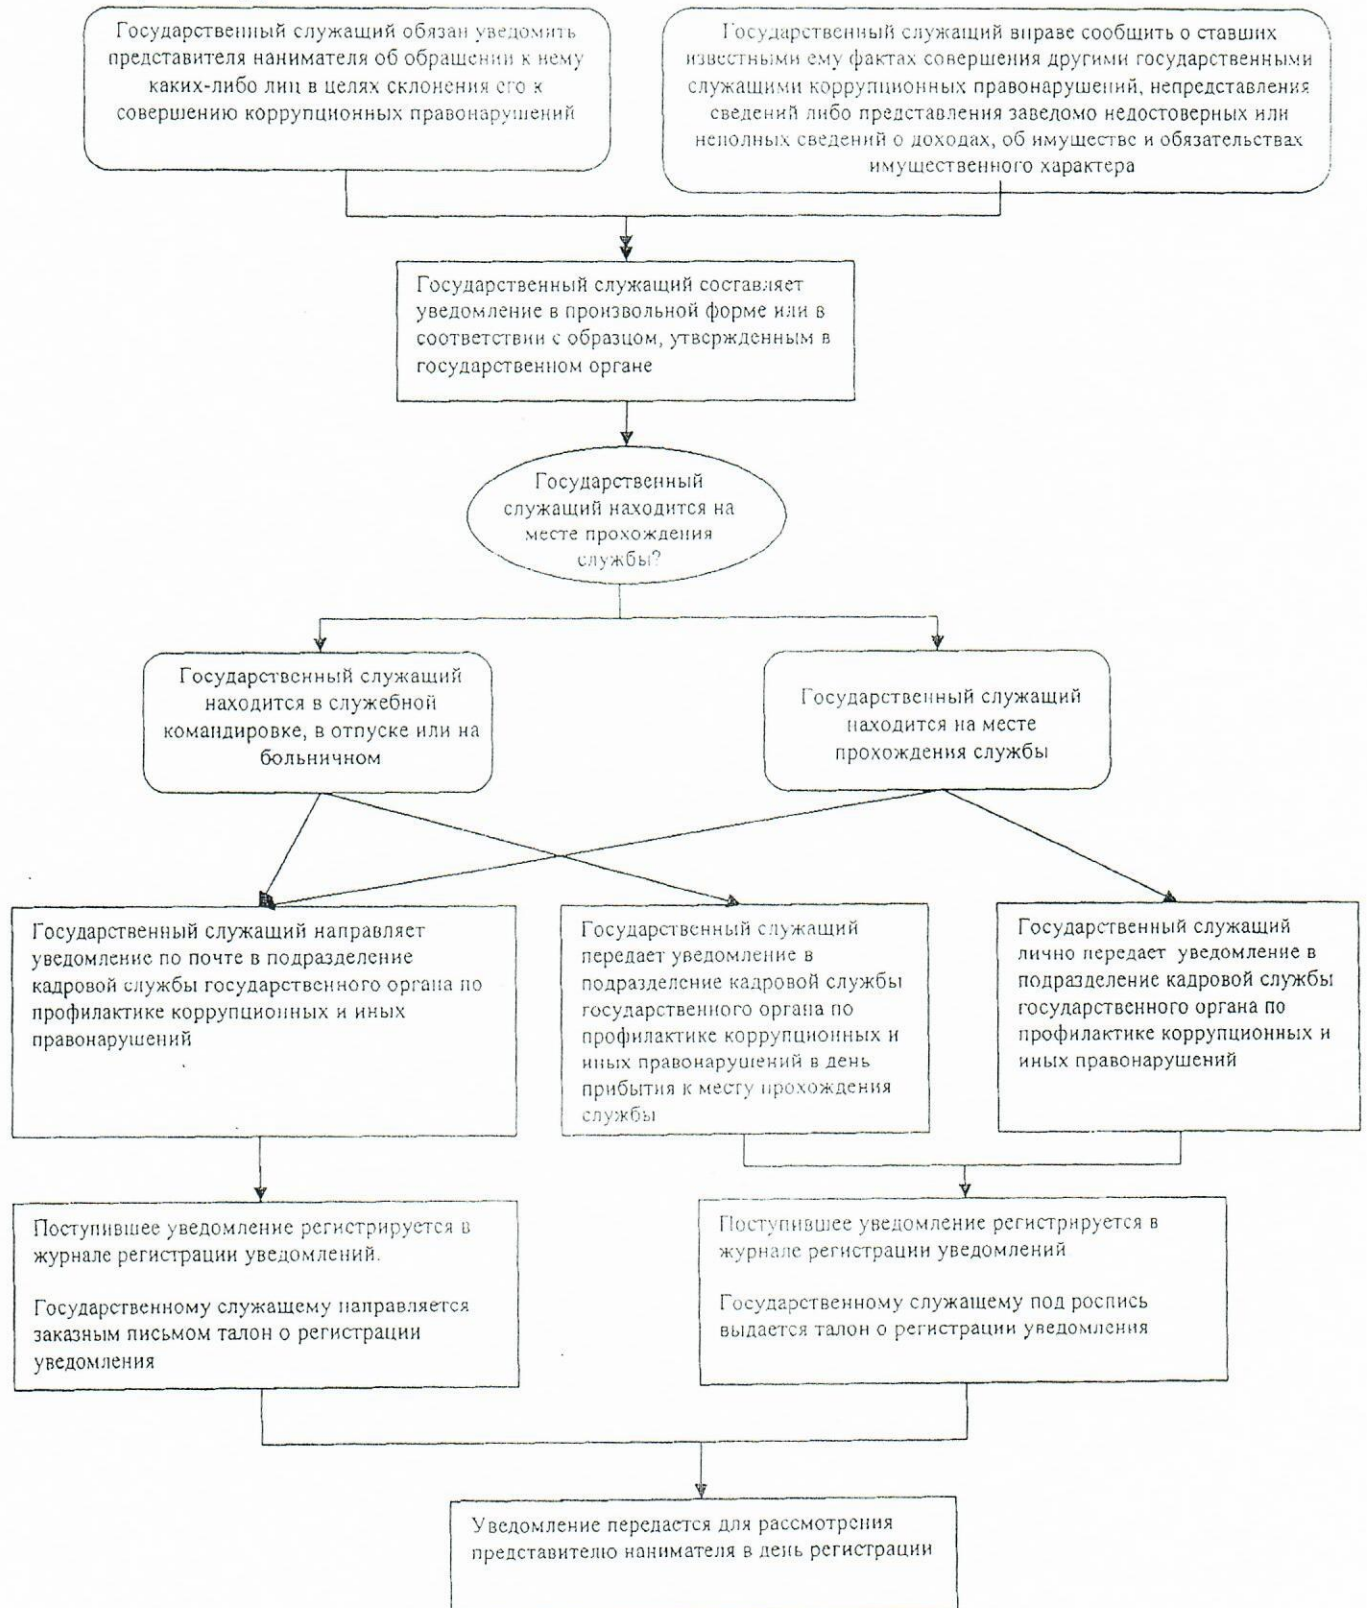 Государственный служащий обязан уведомить
представителя нанимателя об обращении к нему
каких-либо лиц в целях склонения его к
совершению коррупционных правонарушений
Государственный служащий вправе сообщить о ставших
известными ему фактах совершения другими государственными
служащими коррупционных правонарушений, непредставления
сведений либо представления заведомо недостоверных или
неполных сведений о доходах, об имуществе и обязательствах
имущественного характера
Государственный служащий составляет
уведомление в произвольной форме или в
соответствии с образцом, утвержденным в
государственном органе
Государственный
служащий находится на
месте прохождения
службы?
Государственный служащий
находится в служебной
командировке, в отпуске или на
больничном
Государственный служащий
находится на месте
прохождения службы
Государственный служащий направляет
уведомление по почте в подразделение
кадровой службы государственного органа по
профилактике коррупционных и иных
правонарушений
Государственный служащий
передает уведомление в
подразделение кадровой службы
государственного органа по
профилактике коррупционных и
иных правонарушений в день
прибытия к месту прохождения
службы
Государственный служащий
лично передает уведомление в
подразделение кадровой службы
государственного органа по
профилактике коррупционных и
иных правонарушений
Поступившее уведомление регистрируется в
журнале регистрации уведомлений.
Государственному служащему направляется
заказным письмом талон о регистрации
уведомления
Поступившее уведомление регистрируется в
журнале регистрации уведомлений
Государственному служащему под роспись
выдается талон о регистрации уведомления
Уведомление передается для рассмотрения
представителю нанимателя в день регистрации